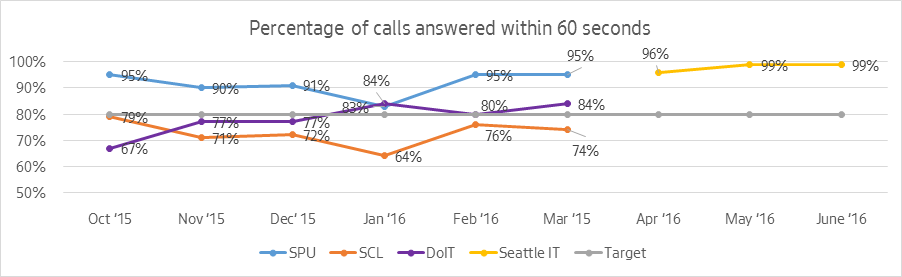 Percentage of calls answered within 60 seconds
100%
90%
80%
70%
60%
50%
95% 90% 91% 83% 95% 95%
79% 71% 72% 64% 76% 74%
67% 77% 77% 84% 80% 84%
96% 99% 99%
Oct '15 Nov '15 Dec' 15 Jan '16 Feb '16 Mar '15 Apr '16 May '16 June '16
SPU SCL DoIT Seattle IT Target